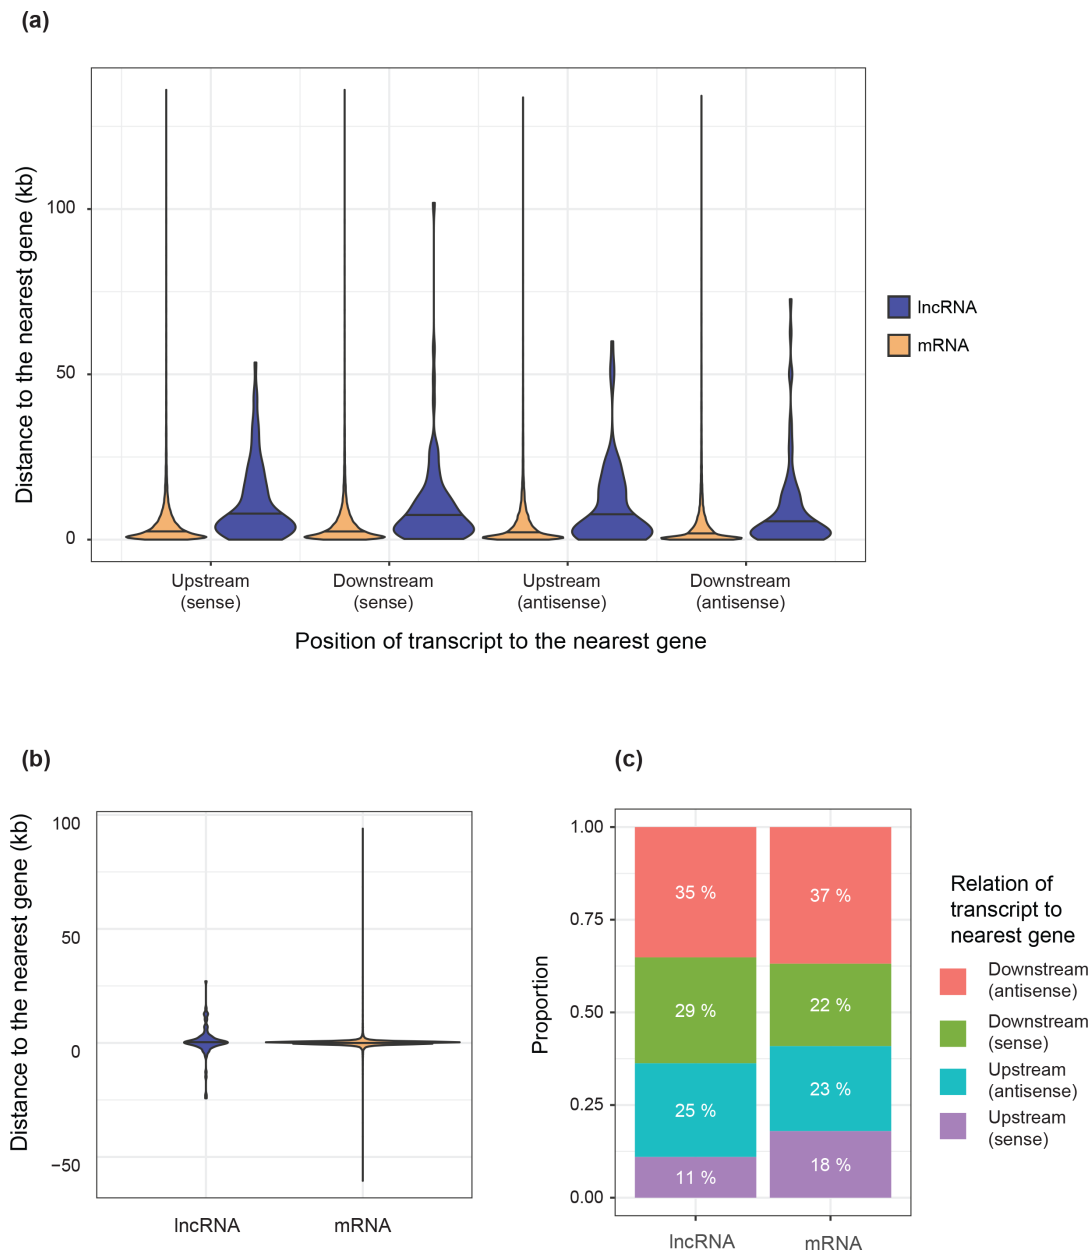 (a)
Distance to the nearest gene (kb)
100
50
0
Upstream
(sense)
Downstream
(sense)
Upstream
(antisense)
Downstream
(antisense)
Position of transcript to the nearest gene
lncRNA
mRNA
(b)
Distance to the nearest gene (kb)
100
50
0
−50
lncRNA
mRNA
(c)
Proportion
1.00
0.75
0.50
0.25
0.00
35 %
29 %
25 %
11 %
37 %
22 %
23 %
18 %
lncRNA
mRNA
Relation of
transcript to
nearest gene
Downstream
(antisense)
Downstream
(sense)
Upstream
(antisense)
Upstream
(sense)